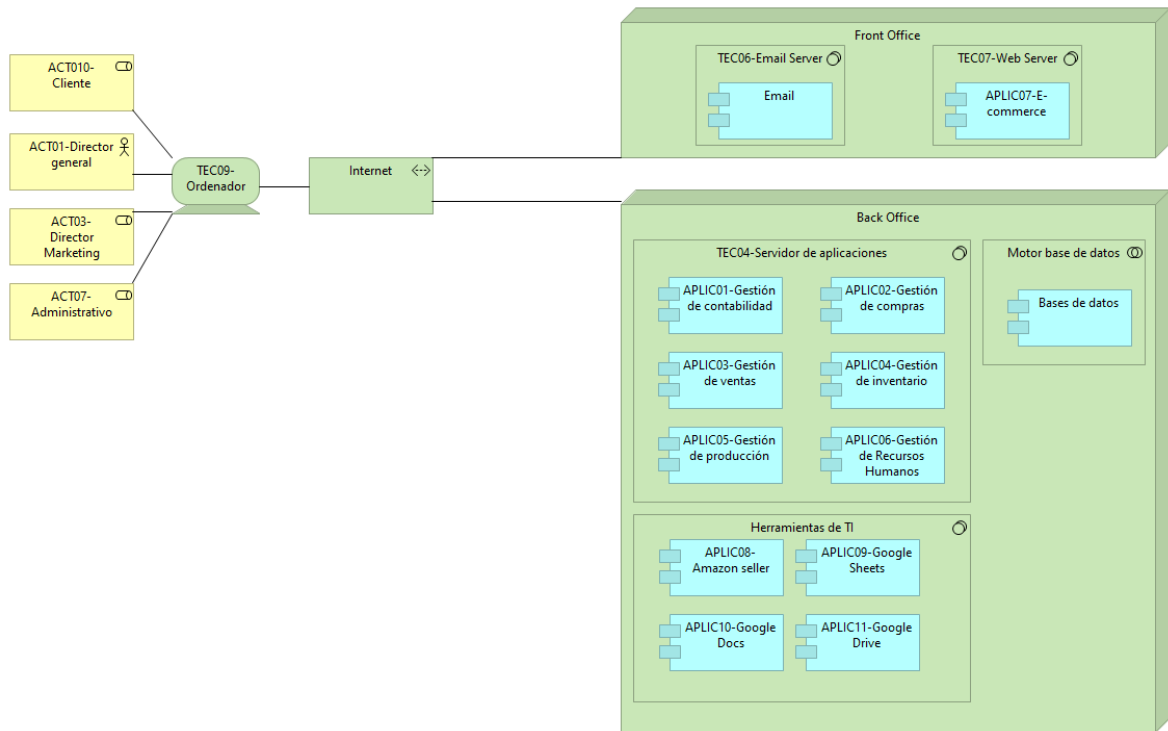 ACT010-
Cliente
ACT01-Director
general
ACT03-
Director
Marketing
ACT07-
Administrativo
TEC09-
Ordenador
Internet
Front Office
TEC06-Email Server
Email
TEC07-Web Server
APLIC07-E-
commerce
Back Office
TEC04-Servidor de aplicaciones
APLIC01-Gestión
de contabilidad
APLIC02-Gestión
de compras
APLIC03-Gestión
de ventas
APLIC04-Gestión
de inventario
APLIC05-Gestión
de producción
APLIC06-Gestión
de Recursos
Humanos
Motor base de datos
Bases de datos
Herramientas de TI
APLIC08-
Amazon seller
APLIC09-Google
Sheets
APLIC10-Google
Docs
APLIC11-Google
Drive